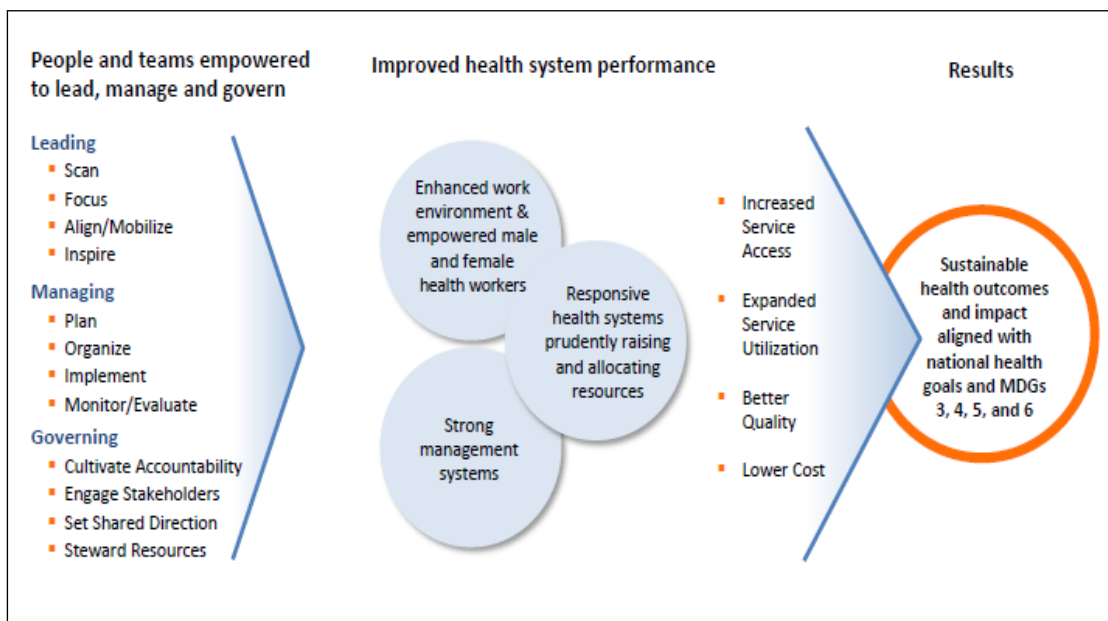 People and teams empowered
to lead, manage and govern
Leading
Scan
Focus
Align/Mobilize
Inspire
Managing
Plan
Organize
Implement
Monitor/Evaluate
Governing
Cultivate Accountability
Engage Stakeholders
Set Shared Direction
Steward Resources
Improved health system performance
Enhanced work
environment &
empowered male
and female
health workers
Responsive
health systems
prudently raising
and allocating
resources
Strong
management
systems
Increased
Service
Access
Expanded
Service
Utilization
Better
Quality
Lower Cost
Results
Sustainable
health outcomes
and impact
aligned with
national health
goals and MDGs
3, 4, 5, and 6